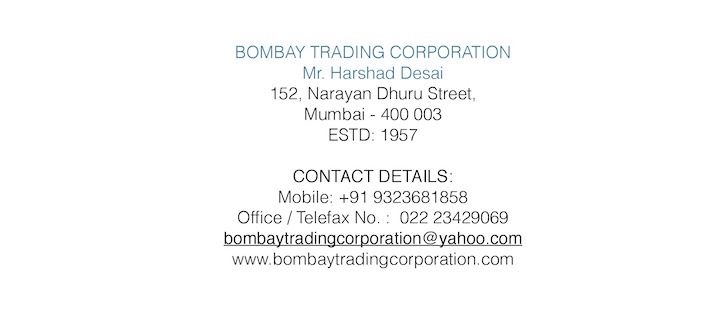 BOMBAY TRADING CORPORATION
Mr. Harshad Desai
152, Narayan Dhuru Street,
Mumbai - 400 003
ESTD: 1957
CONTACT DETAILS:
Mobile: +91 9323681858
Office / Telefax No. : 022 23429069
bombaytradingcorporation@yahoo.com
www.bombaytradingcorporation.com